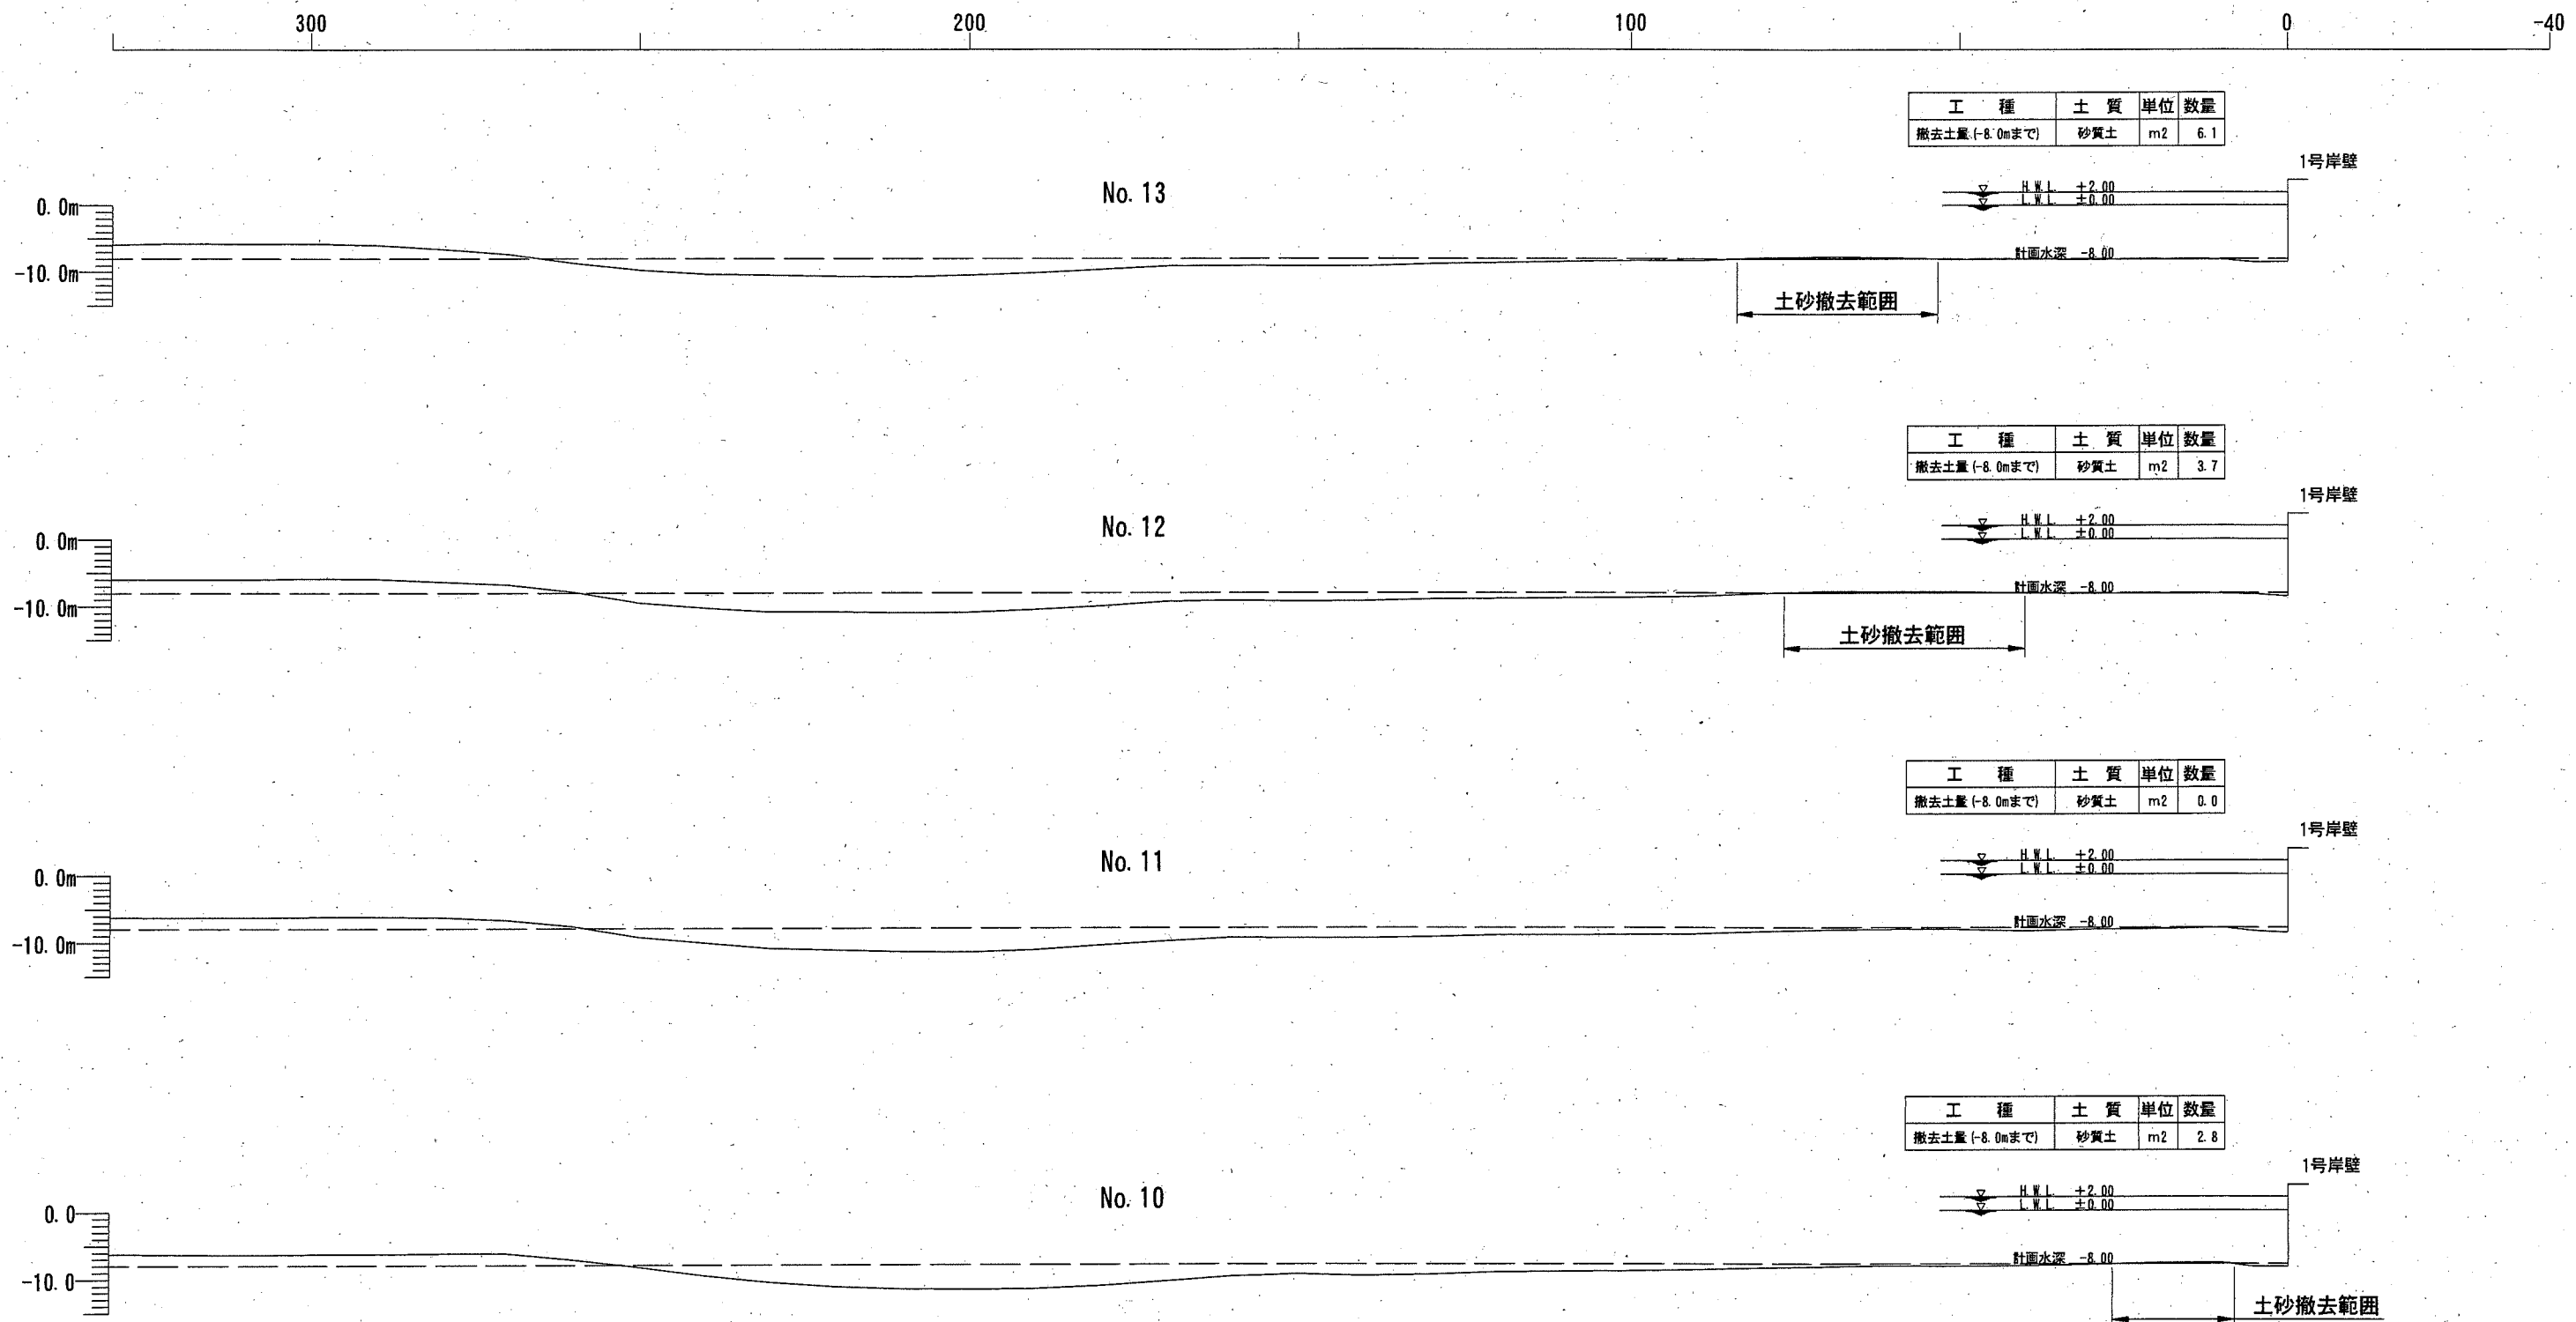 300 200 100 0 -40
工 種 土 質 単位 数量
撤去土量(-8.0mまで) 砂質土 m2 6.1
1号岸壁
No. 13
H.W.L. +2.00
L.W.L. ±0.00
0.0m
計画水深 -8.00
-10.0m
土砂撤去範囲
工 種 土 質 単位 数量
撤去土量(-8.0mまで) 砂質土 m2 3.7
1号岸壁
No. 12
H.W.L. +2.00
L.W.L. ±0.00
0.0m
計画水深 -8.00
-10.0m
土砂撤去範囲
工 種 土 質 単位 数量
撤去土量(-8.0mまで) 砂質土 m2 0.0
1号岸壁
No. 11
H.W.L. +2.00
L.W.L. ±0.00
0.0m
計画水深 -8.00
-10.0m
工 種 土 質 単位 数量
撤去土量(-8.0mまで) 砂質土 m2 2.8
1号岸壁
No. 10
H.W.L. +2.00
L.W.L. ±0.00
0.0
計画水深 -8.00
-10.0
土砂撤去範囲